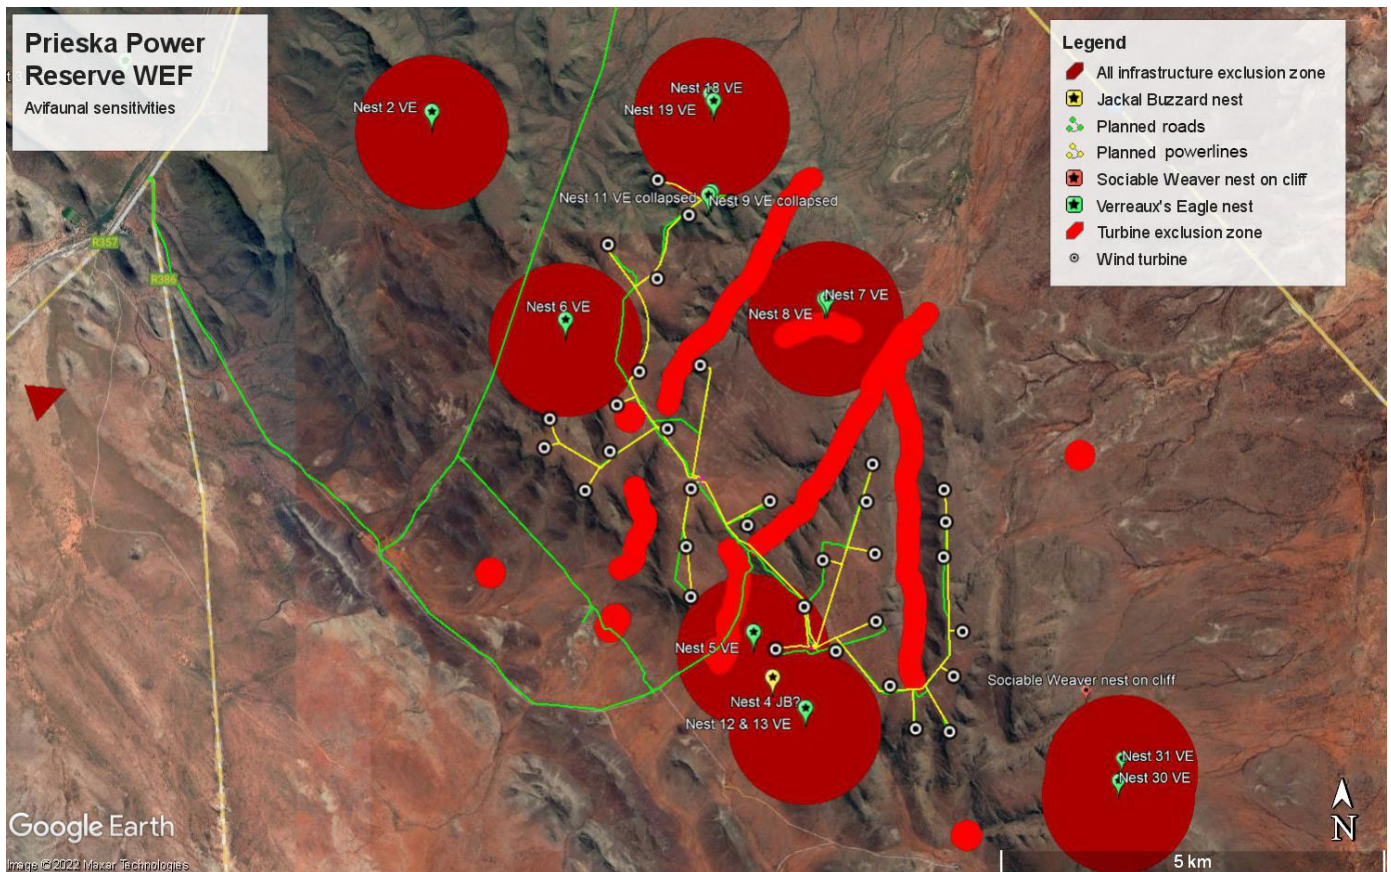 Prieska Power
Reserve WEF
Avifaunal sensitivities
Legend
All infrastructure exclusion zone
Jackal Buzzard nest
Planned roads
Planned powerlines
Sociable Weaver nest on cliff
Verreaux's Eagle nest
Turbine exclusion zone
Wind turbine
Nest 2 VE
Nest 18 VE
Nest 19 VE
Nest 11 VE collapsed
Nest 9 VE collapsed
R357
R386
Nest 6 VE
Nest 7 VE
Nest 8 VE
Nest 5 VE
Nest 4 JB?
Nest 12 & 13 VE
Sociable Weaver nest on cliff
Nest 31 VE
Nest 30 VE
N
Google Earth
Image © 2022 Maxar Technologies
5 km